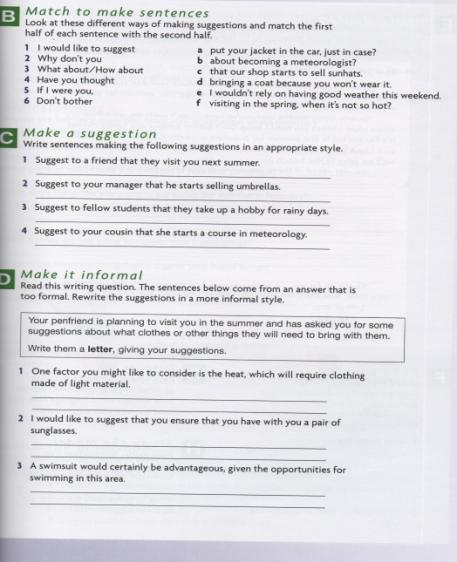 B Match to make sentences
Look at these different ways of making suggestions and match the first
half of each sentence with the second half.
1 I would like to suggest
2 Why don't you
3 What about/How about
4 Have you thought
5 If I were you,
6 Don't bother
a put your jacket in the car, just in case?
b about becoming a meteorologist?
c that our shop starts to sell sunhats.
d bringing a coat because you won't wear it.
e I wouldn't rely on having good weather this weekend.
f visiting in the spring, when it's not so hot?
C Make a suggestion
Write sentences making the following suggestions in an appropriate style.
1 Suggest to a friend that they visit you next summer.
2 Suggest to your manager that he starts selling umbrellas.
3 Suggest to fellow students that they take up a hobby for rainy days.
4 Suggest to your cousin that she starts a course in meteorology.
D Make it informal
Read this writing question. The sentences below come from an answer that is
too formal. Rewrite the suggestions in a more informal style.
Your penfriend is planning to visit you in the summer and has asked you for some
suggestions about what clothes or other things they will need to bring with them.
Write them a letter, giving your suggestions.
1 One factor you might like to consider is the heat, which will require clothing
made of light material.
2 I would like to suggest that you ensure that you have with you a pair of
sunglasses.
3 A swimsuit would certainly be advantageous, given the opportunities for
swimming in this area.